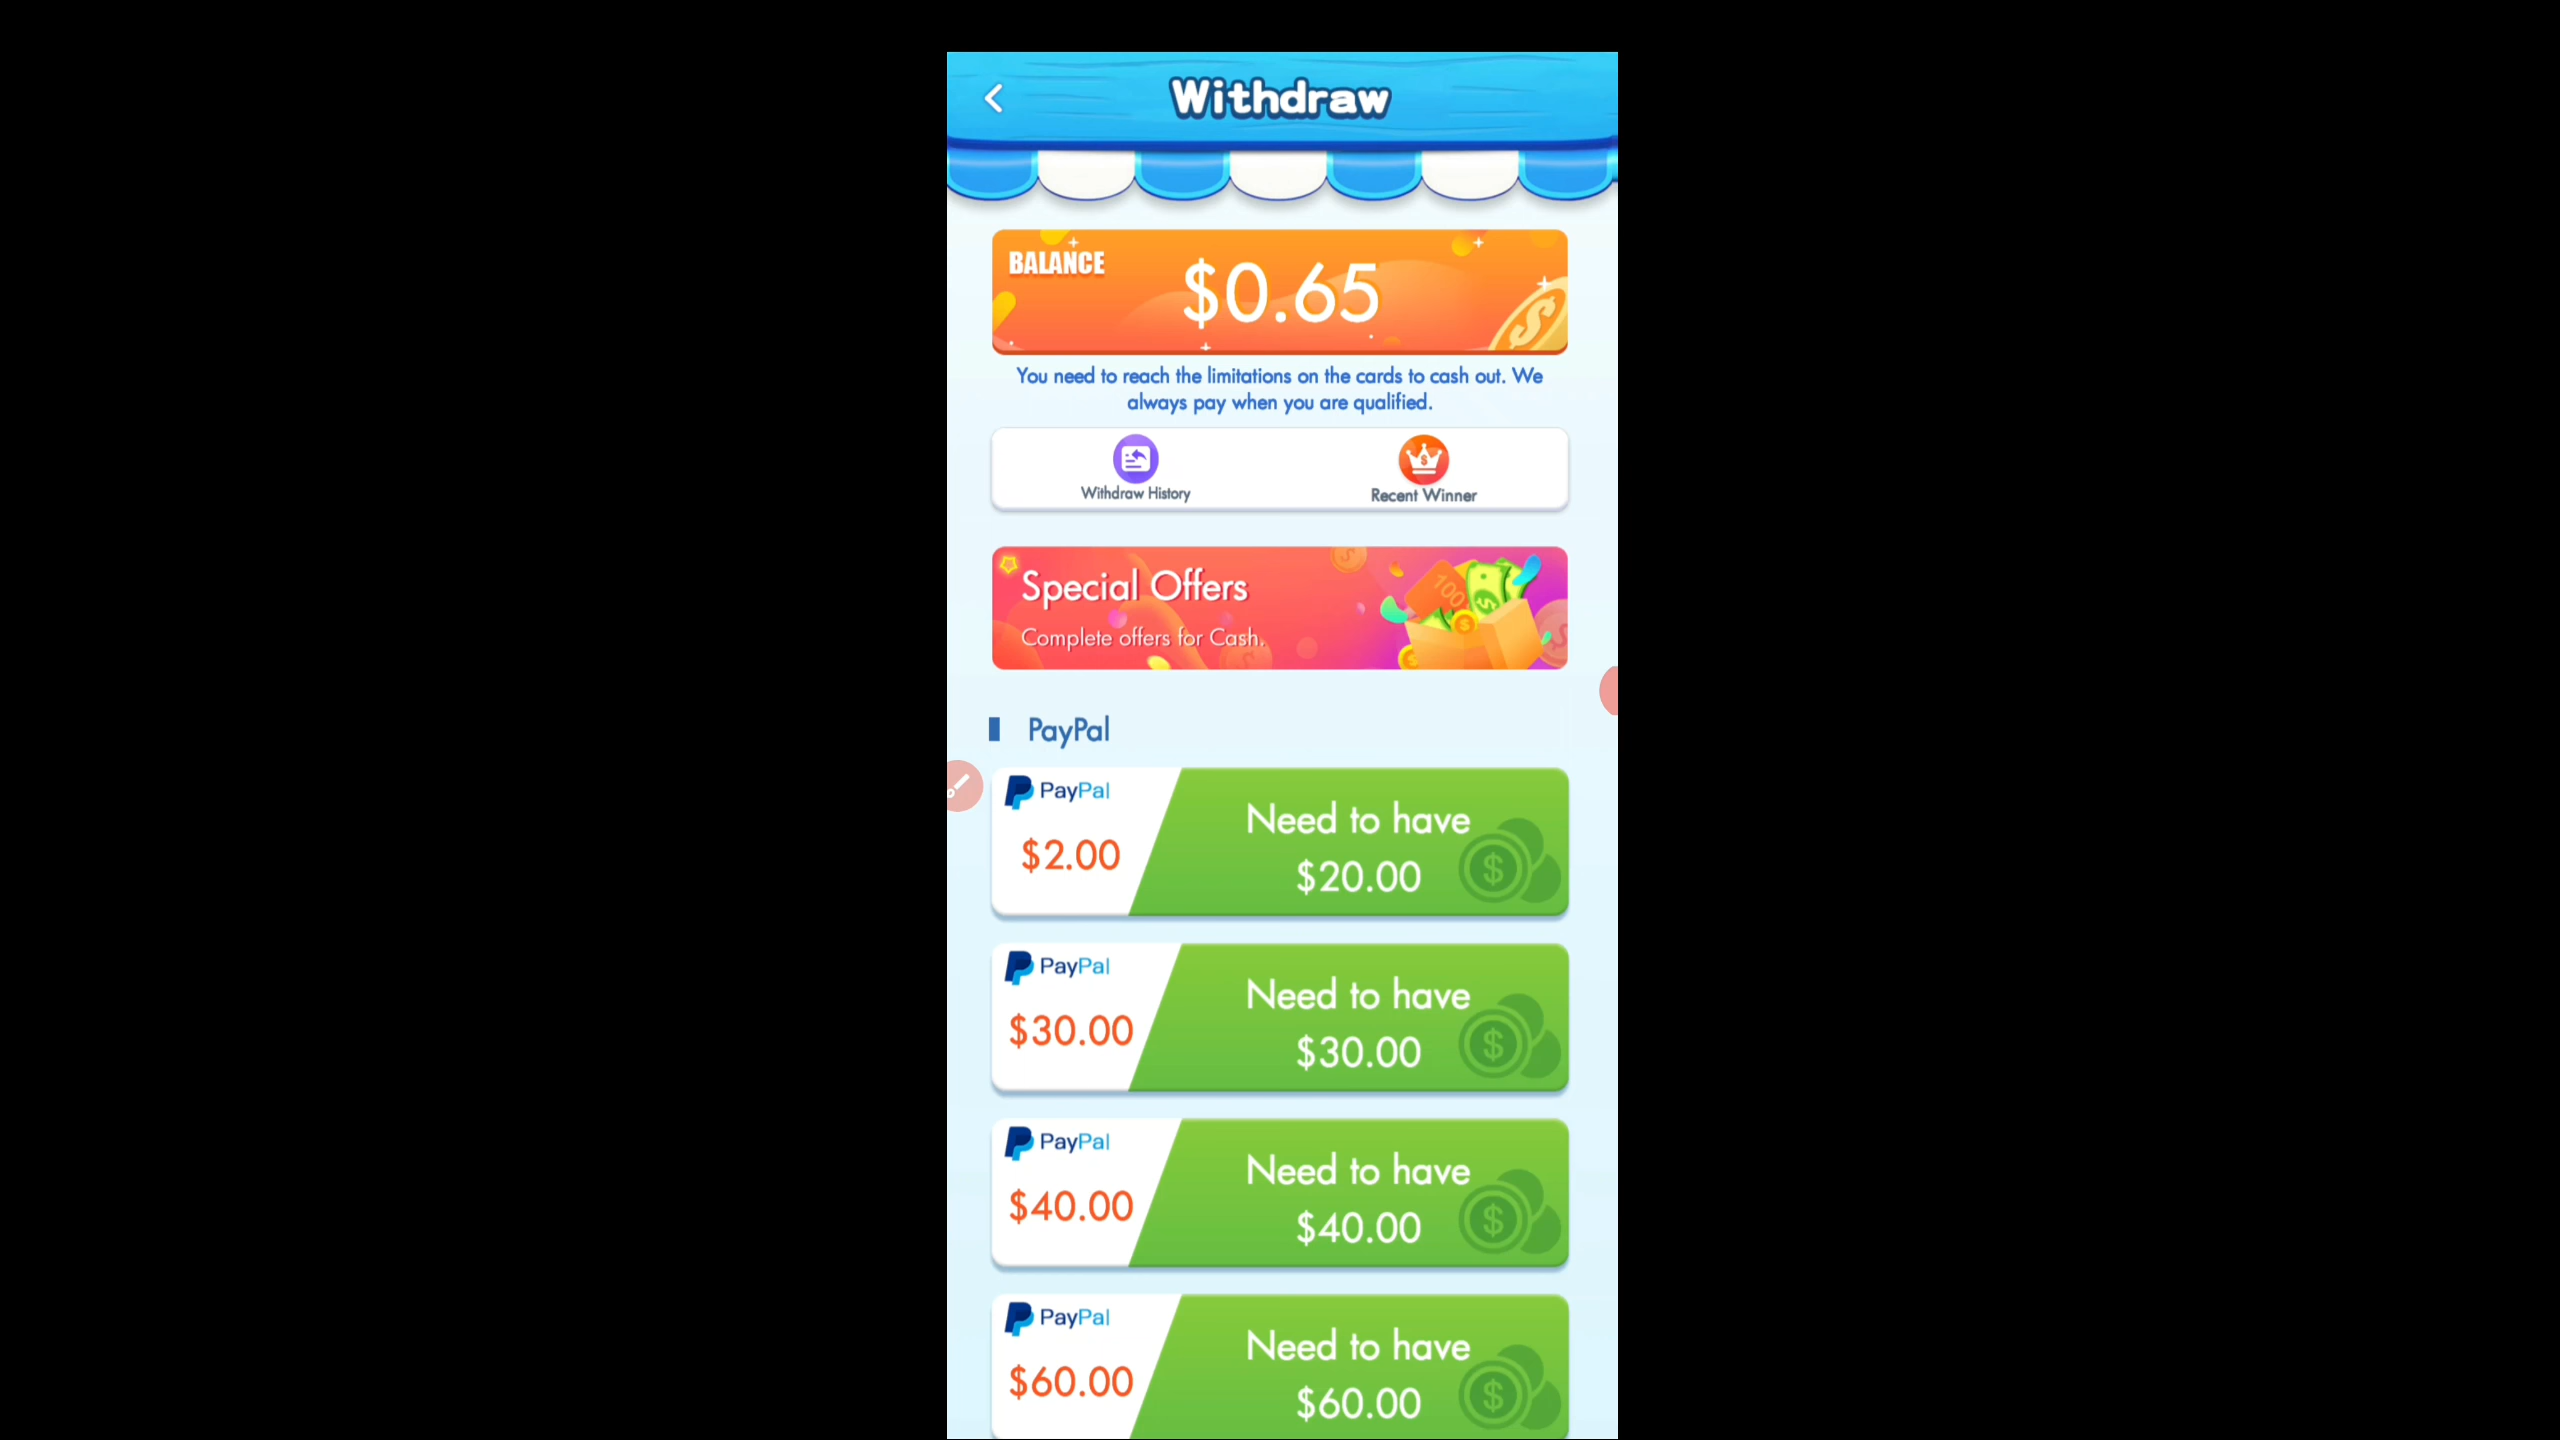 Withdraw
BALANCE
$0.65
You need to reach the limitations on the cards to cash out. We
always pay when you are qualified.
Withdraw History
Recent Winner
Special Offers
Complete offers for Cash.
100
PayPal
PayPal
$2.00
Need to have
$20.00
PayPal
$30.00
Need to have
$30.00
PayPal
$40.00
Need to have
$40.00
PayPal
$60.00
Need to have
$60.00